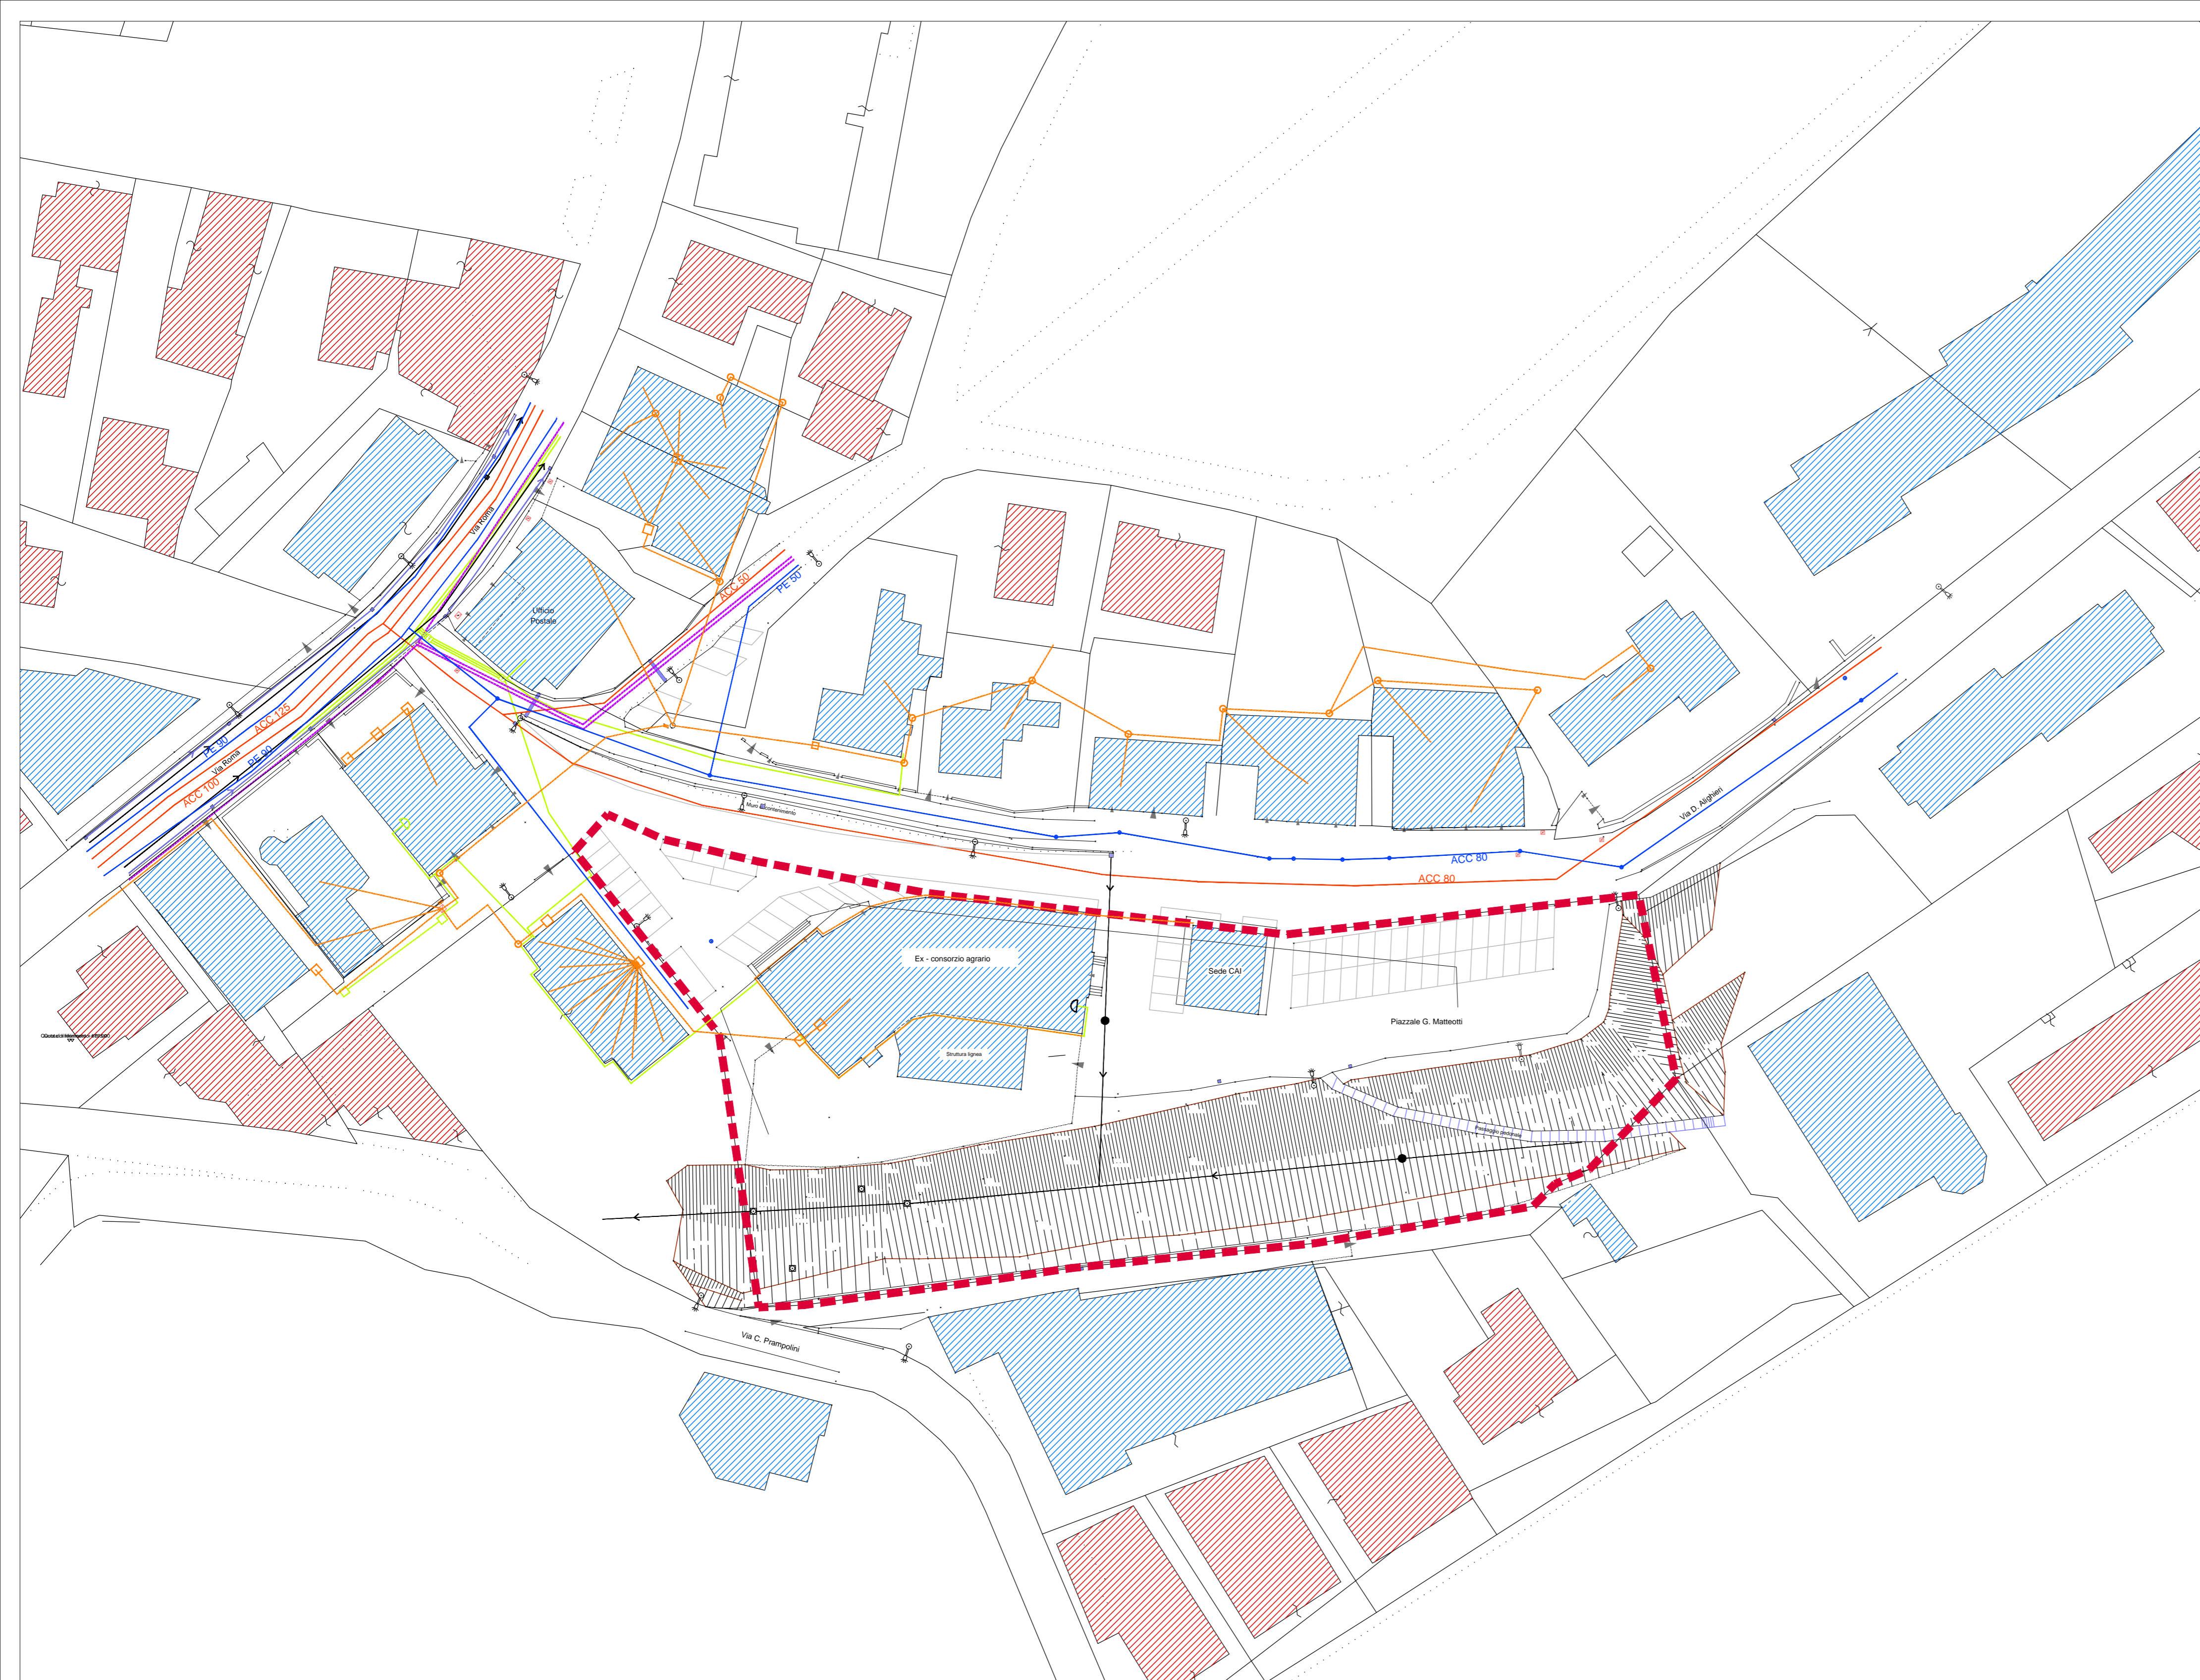 Via Roma
ACC 50
PE 50
Ufficio
Postale
ACC 125
PE 90
PE 90
Via Roma
ACC 100
Muro di contenimento
Via D. Alighieri
ACC 80
ACC 80
Ex - consorzio agrario
Sede CAI
Piazzale G. Matteotti
Struttura lignea
Passaggio pedonale
Via C. Prampolini